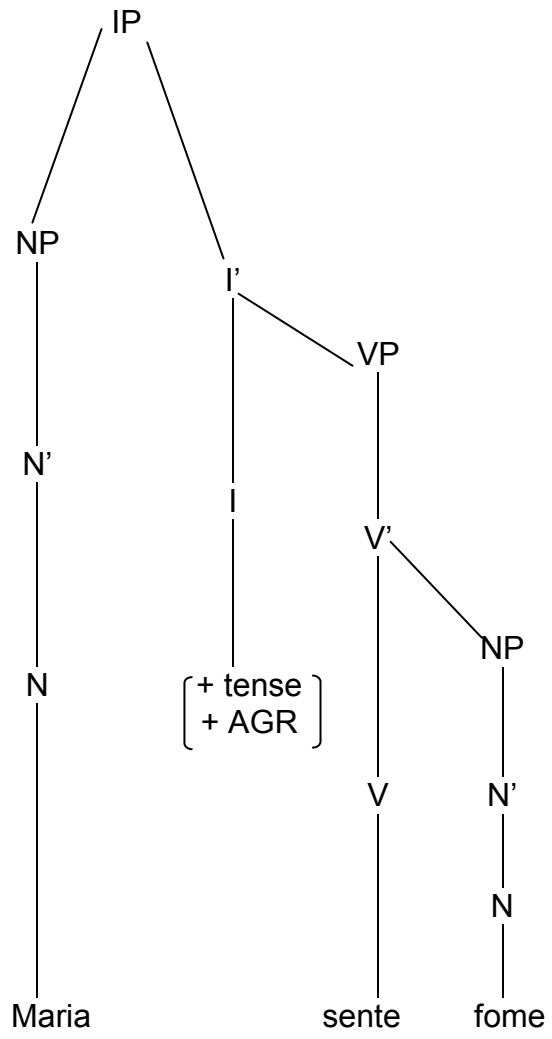 IP
NP
I’
VP
N’
I
V’
NP
N
+ tense
+ AGR
V
N’
N
Maria sente fome